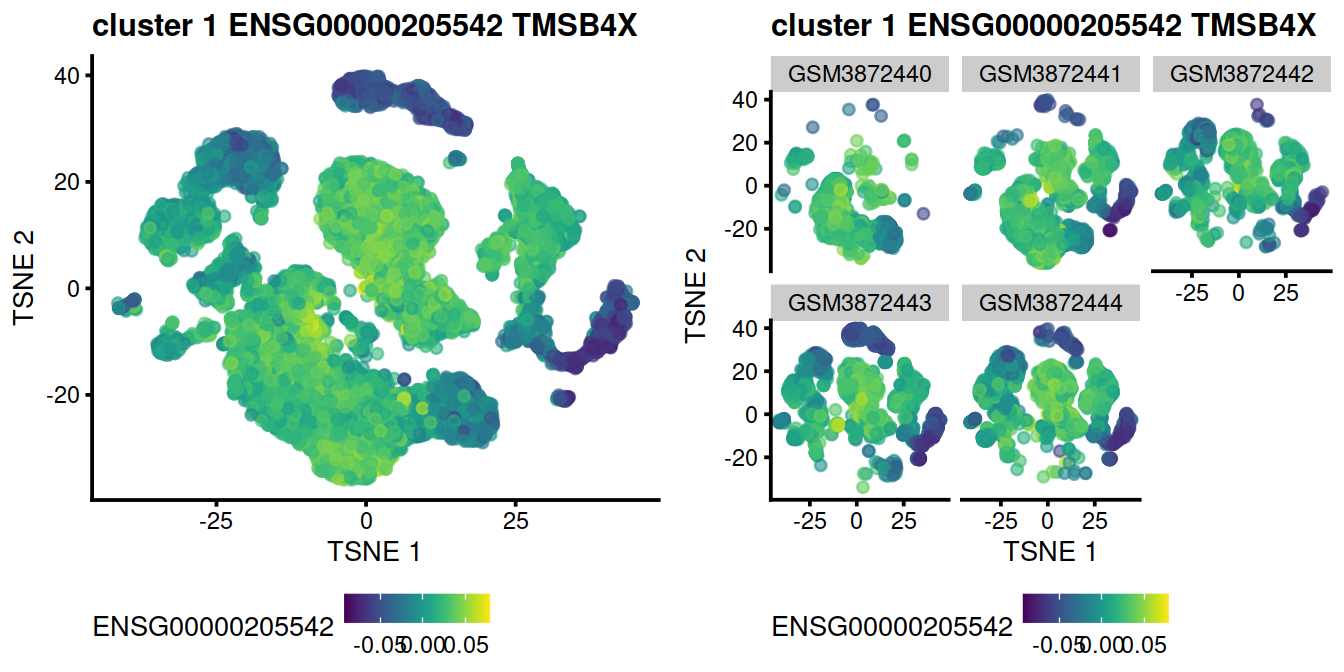 cluster 1 ENSG00000205542 TMSB4X
40
20
0
-20
TSNE 2
-25 0 25
TSNE 1
ENSG00000205542
-0.05 0.00 0.05
cluster 1 ENSG00000205542 TMSB4X
GSM3872440 GSM3872441 GSM3872442
40
20
0
-20
-25 0 25
TSNE 2
GSM3872443 GSM3872444
40
20
0
-20
-25 0 25 -25 0 25
TSNE 1
ENSG00000205542
-0.05 0.00 0.05